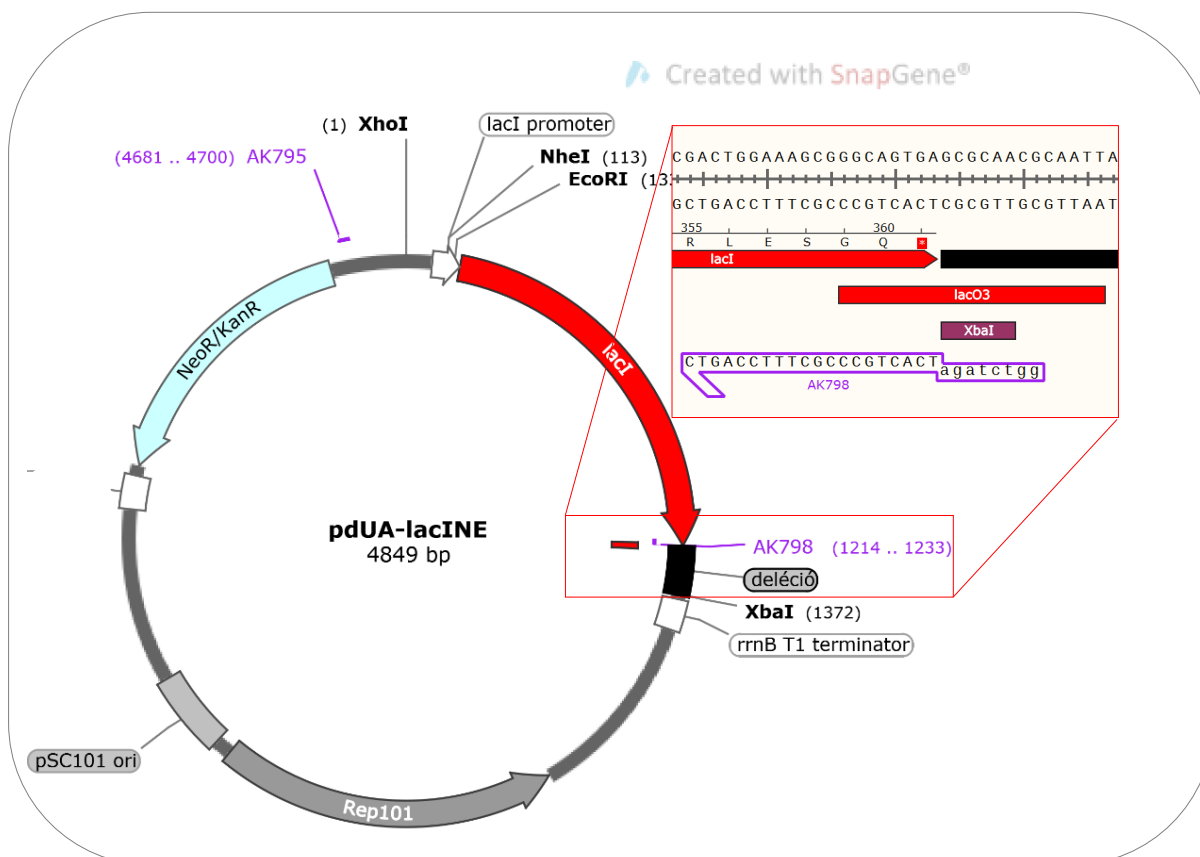 Created with SnapGene®
(1) XhoI
lacI promoter
(4681 .. 4700) AK795
NheI (113)
EcoRI (13
CGACTGGAAAGCGGGCAGTGAGCGCAACGCAATTA
GCTGACCTTTCGCCCGTCACTCGCGTTGCGTTAAT
355 360
R L E S G Q *
lacI
lacO3
XbaI
CTGACCTTTCGCCCGTCACTagatctgg
AK798
NeoR/KanR
lacI
pdUA-lacINE
4849 bp
AK798 (1214 .. 1233)
deléció
XbaI (1372)
rrnB T1 terminator
pSC101 ori
Rep101